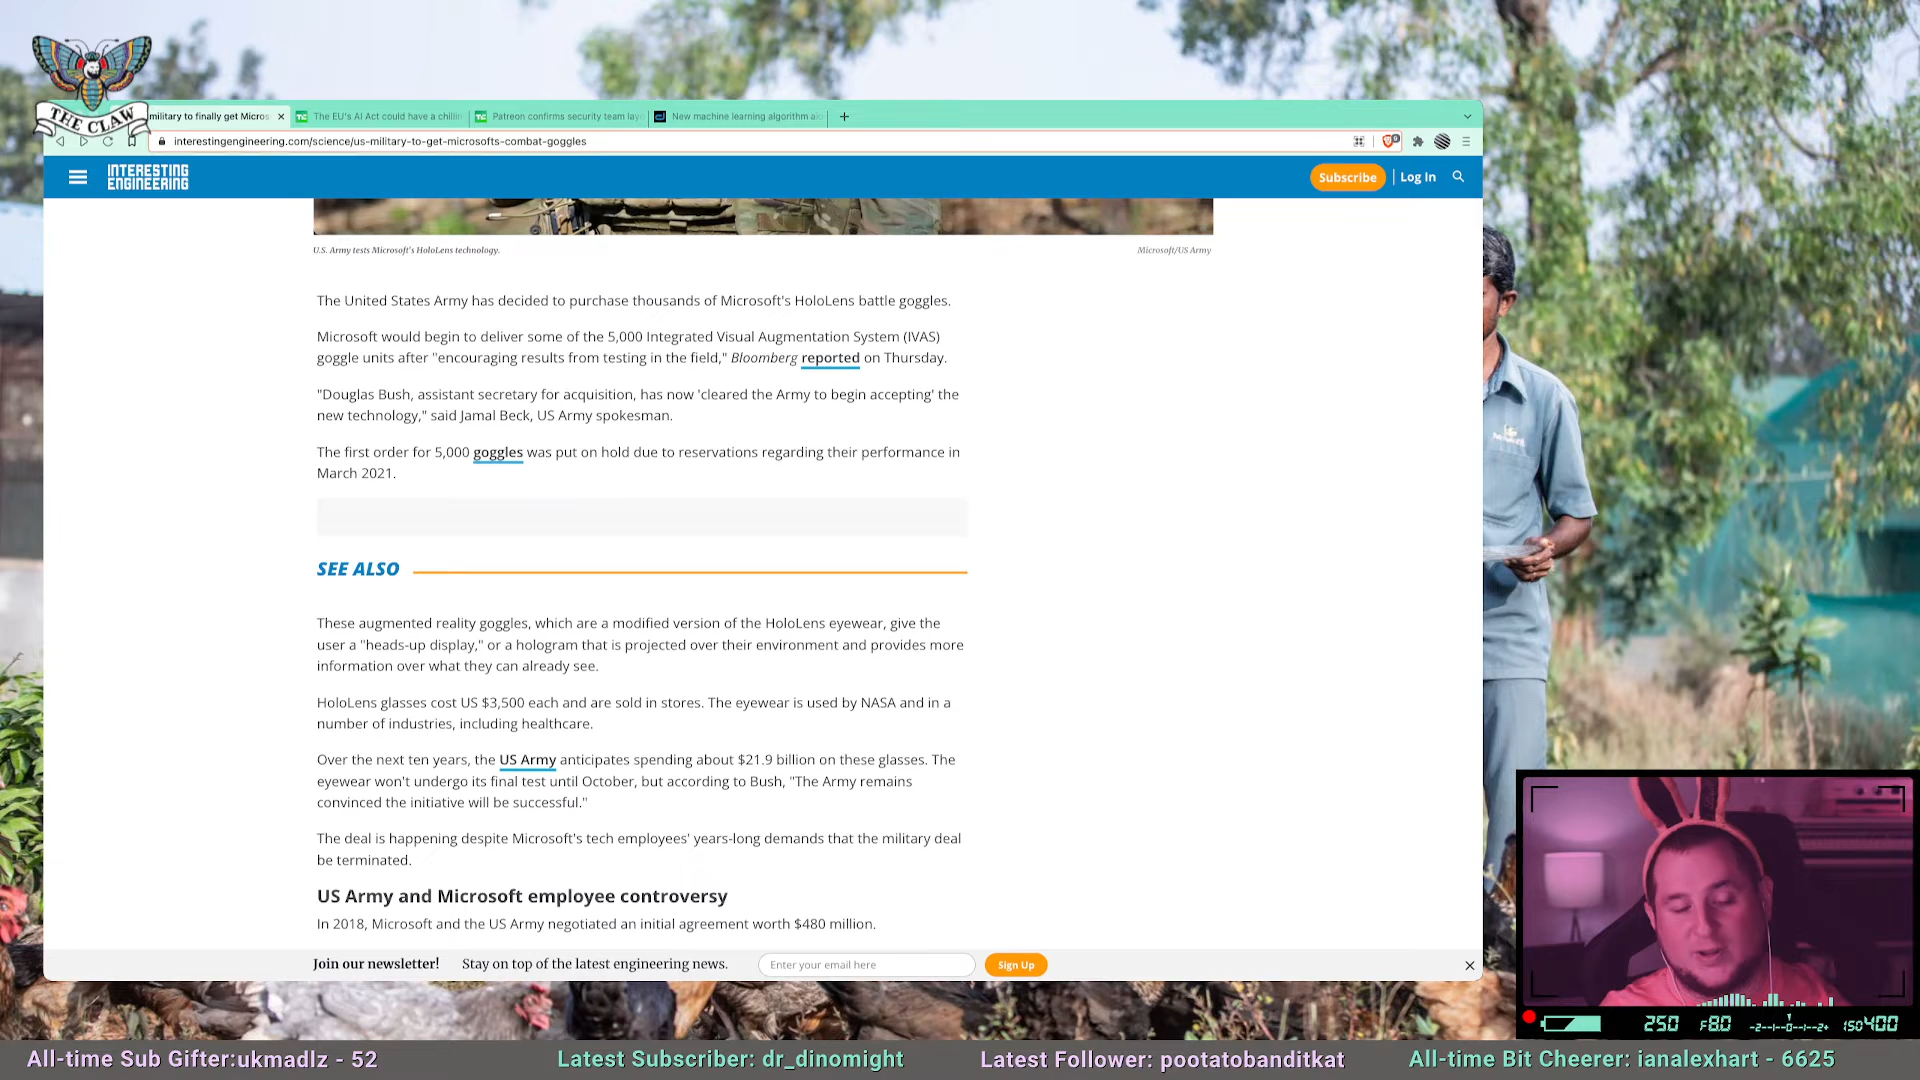 THE CLAW
military to finally get Micros
The EU's AI Act could have a chillin
Patreon confirms security team lay
New machine learning algorithm
interestingengineering.com/science/us-military-to-get-microsofts-combat-goggles
INTERESTING
ENGINEERING
Subscribe
Log In
U.S. Army tests Microsoft's HoloLens technology.
Microsoft/US Army
The United States Army has decided to purchase thousands of Microsoft's HoloLens battle goggles.
Microsoft would begin to deliver some of the 5,000 Integrated Visual Augmentation System (IVAS)
goggle units after "encouraging results from testing in the field," Bloomberg reported on Thursday.
"Douglas Bush, assistant secretary for acquisition, has now 'cleared the Army to begin accepting' the
new technology," said Jamal Beck, US Army spokesman.
The first order for 5,000 goggles was put on hold due to reservations regarding their performance in
March 2021.
SEE ALSO
These augmented reality goggles, which are a modified version of the HoloLens eyewear, give the
user a "heads-up display," or a hologram that is projected over their environment and provides more
information over what they can already see.
HoloLens glasses cost US $3,500 each and are sold in stores. The eyewear is used by NASA and in a
number of industries, including healthcare.
Over the next ten years, the US Army anticipates spending about $21.9 billion on these glasses. The
eyewear won't undergo its final test until October, but according to Bush, "The Army remains
convinced the initiative will be successful."
The deal is happening despite Microsoft's tech employees' years-long demands that the military deal
be terminated.
US Army and Microsoft employee controversy
In 2018, Microsoft and the US Army negotiated an initial agreement worth $480 million.
Join our newsletter! Stay on top of the latest engineering news.
Enter your email here
Sign Up
250 F8.0 -2--1--0--1--2+ ISO400
All-time Sub Gifter:ukmadlz - 52
Latest Subscriber: dr_dinomight
Latest Follower: pootatobanditkat
All-time Bit Cheerer: ianalexhart - 6625